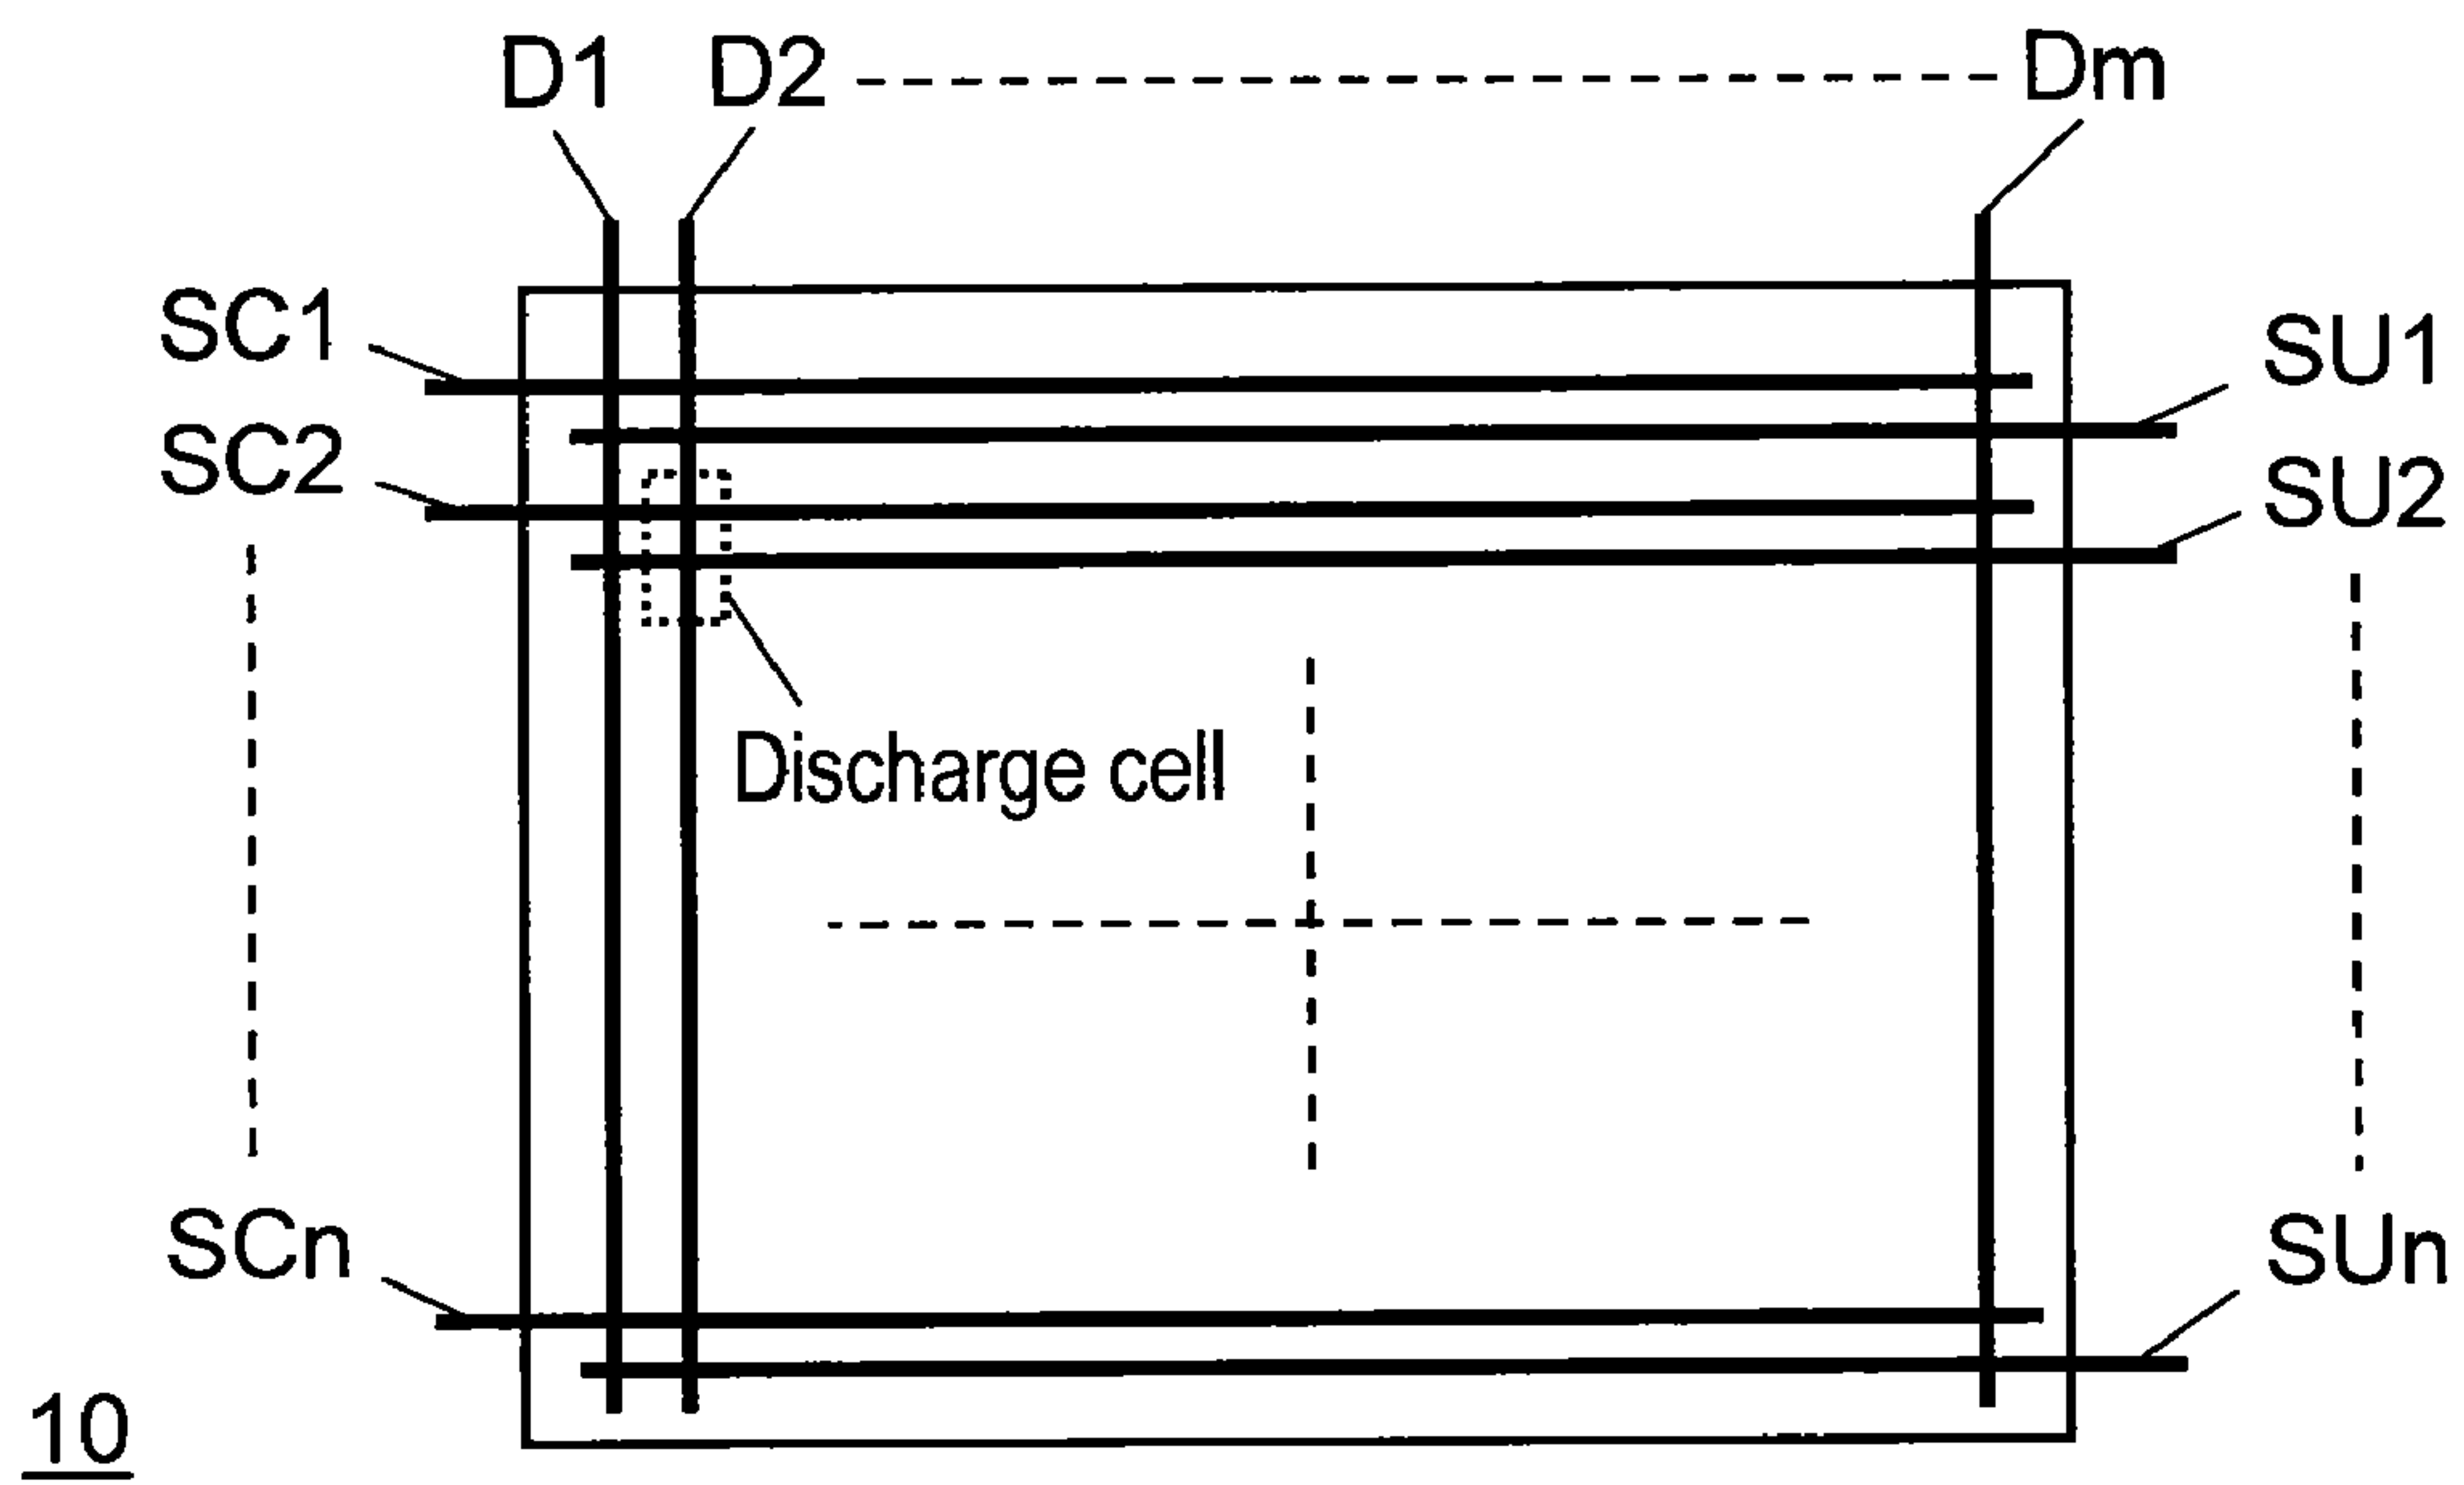 D1 D2 Dm
SC1
SU1
SC2
SU2
Discharge cell
SCn
SUn
10